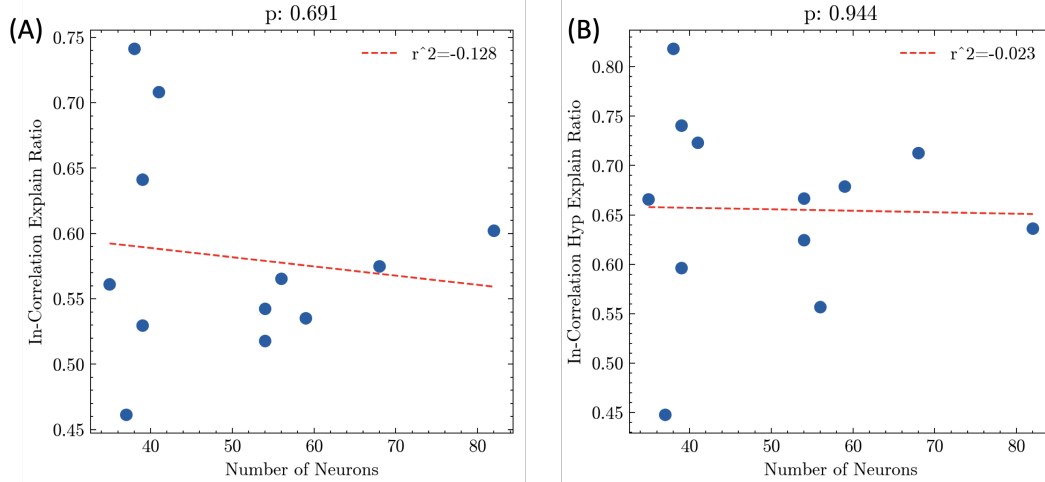 (A)
p: 0.691
r^2=-0.128
In-Correlation Explain Ratio
0.75
0.70
0.65
0.60
0.55
0.50
0.45
40 50 60 70 80
Number of Neurons
(B)
p: 0.944
r^2=-0.023
In-Correlation Hyp Explain Ratio
0.80
0.75
0.70
0.65
0.60
0.55
0.50
0.45
40 50 60 70 80
Number of Neurons